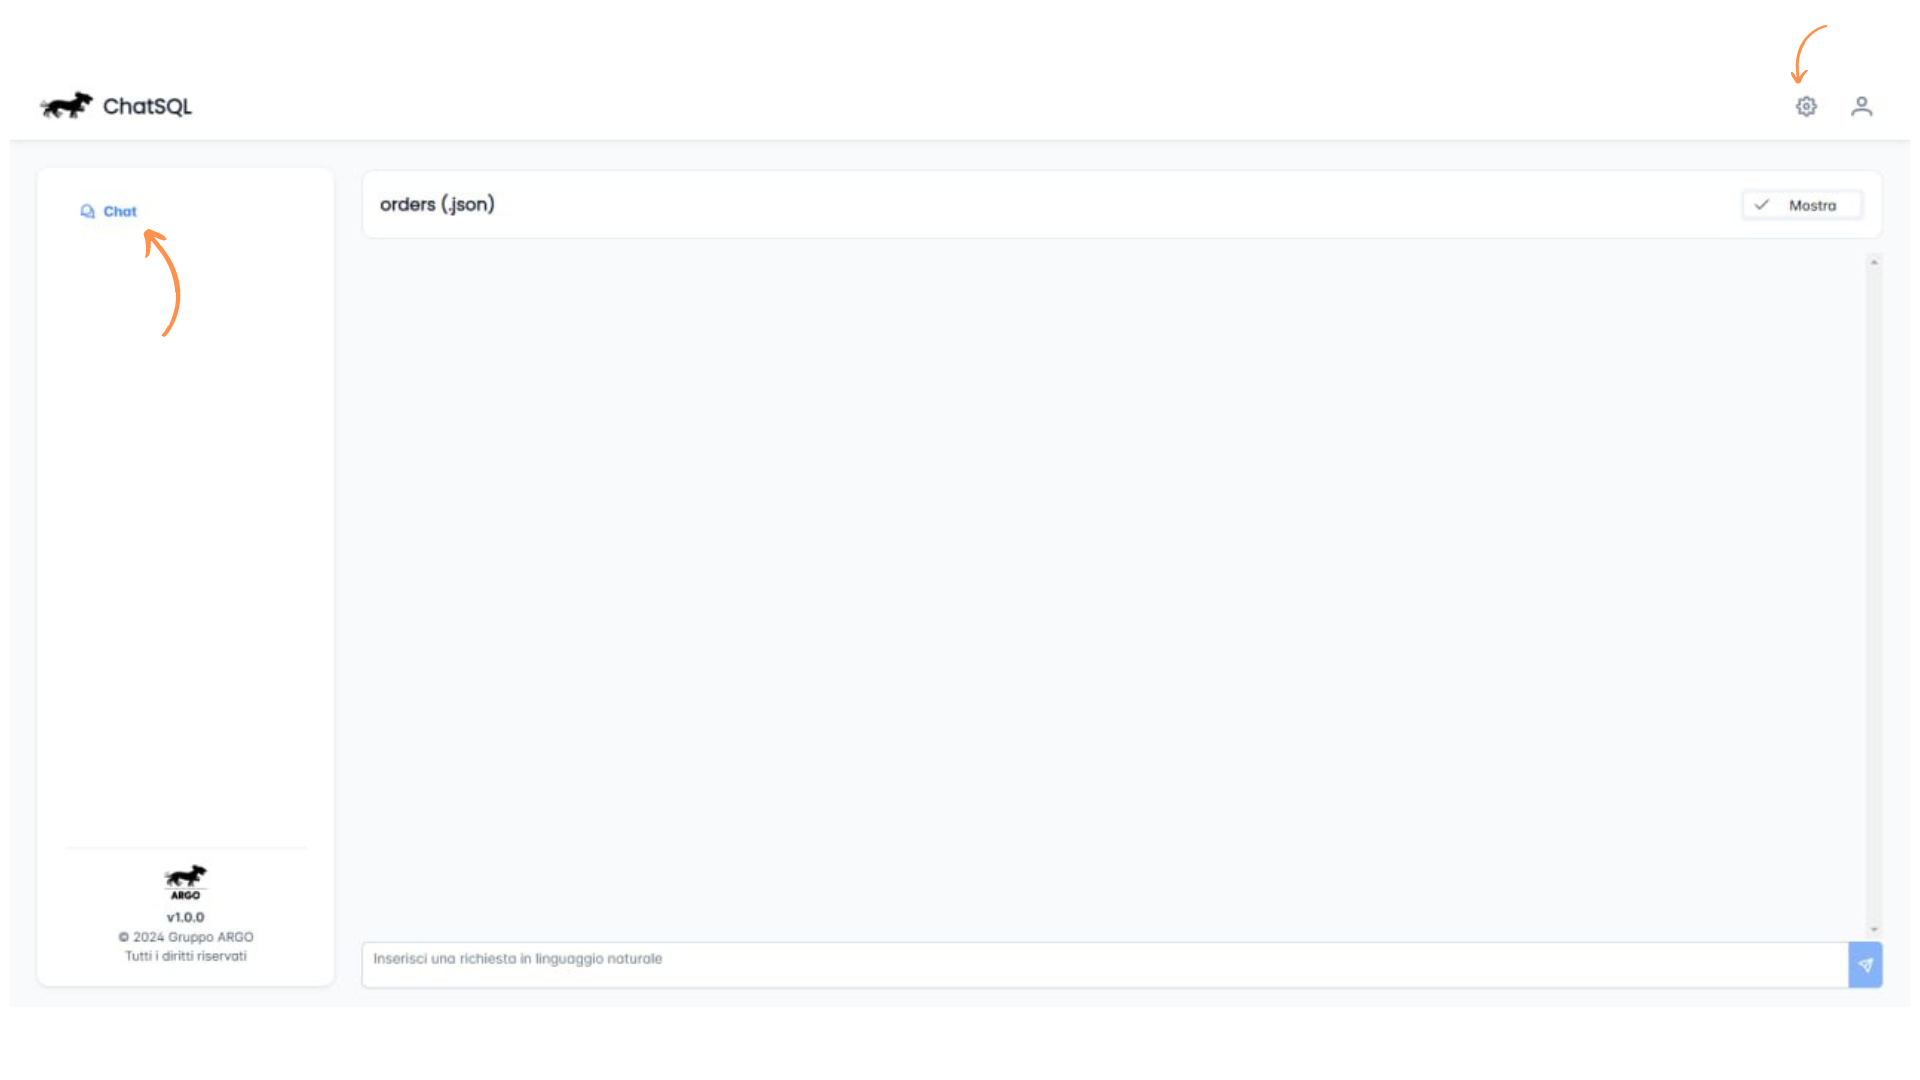 ChatSQL
Chat
orders (.json)
Mostra
ARGO
v1.0.0
© 2024 Gruppo ARGO
Tutti i diritti riservati
Inserisci una richiesta in linguaggio naturale